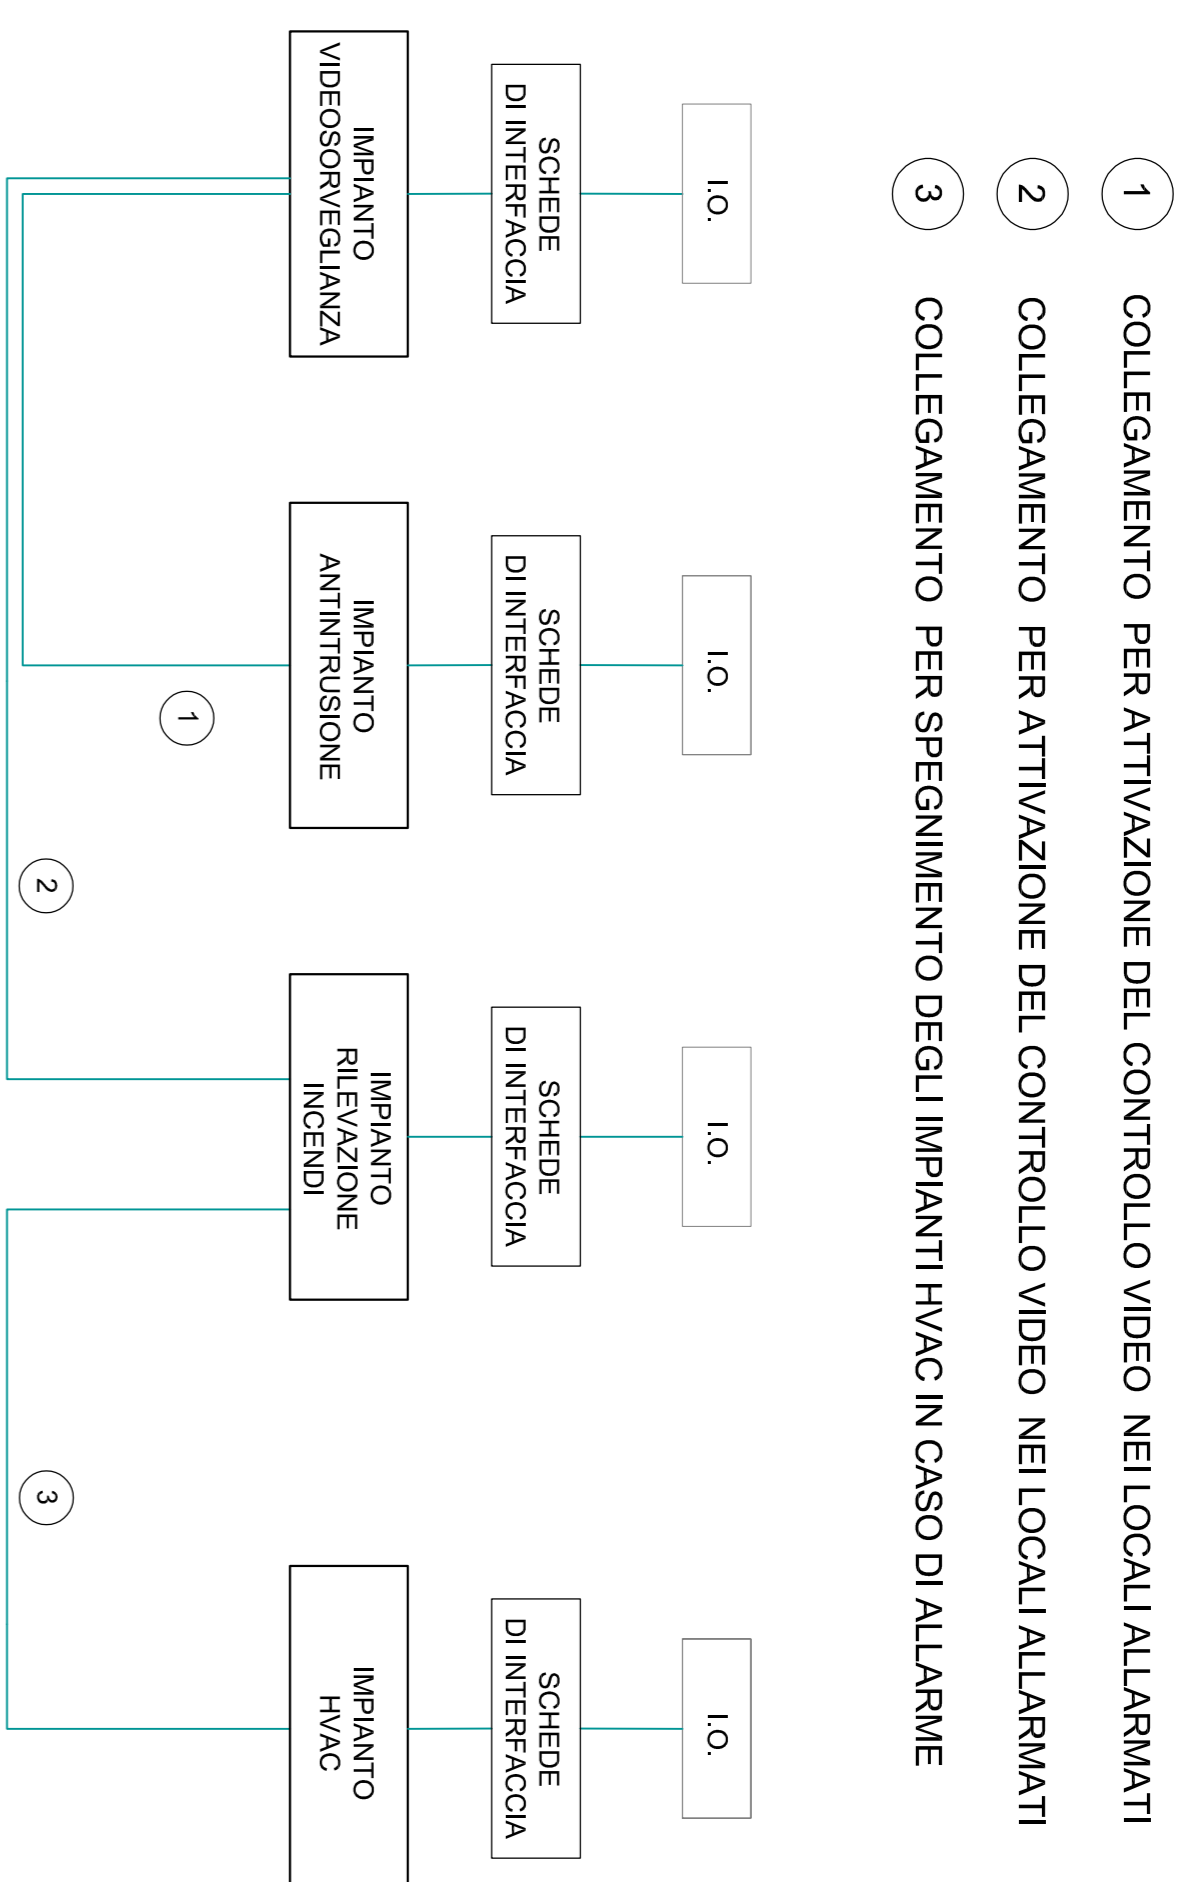 1 COLLEGAMENTO PER ATTIVAZIONE DEL CONTROLLO VIDEO NEI LOCALI ALLARMATI
2 COLLEGAMENTO PER ATTIVAZIONE DEL CONTROLLO VIDEO NEI LOCALI ALLARMATI
3 COLLEGAMENTO PER SPEGNIMENTO DEGLI IMPIANTI HVAC IN CASO DI ALLARME
I.O.
SCHEDE
DI INTERFACCIA
IMPIANTO
VIDEOSORVEGLIANZA
I.O.
SCHEDE
DI INTERFACCIA
IMPIANTO
ANTINTRUSIONE
I.O.
SCHEDE
DI INTERFACCIA
IMPIANTO
RILEVAZIONE
INCENDI
I.O.
SCHEDE
DI INTERFACCIA
IMPIANTO
HVAC
1
2
3